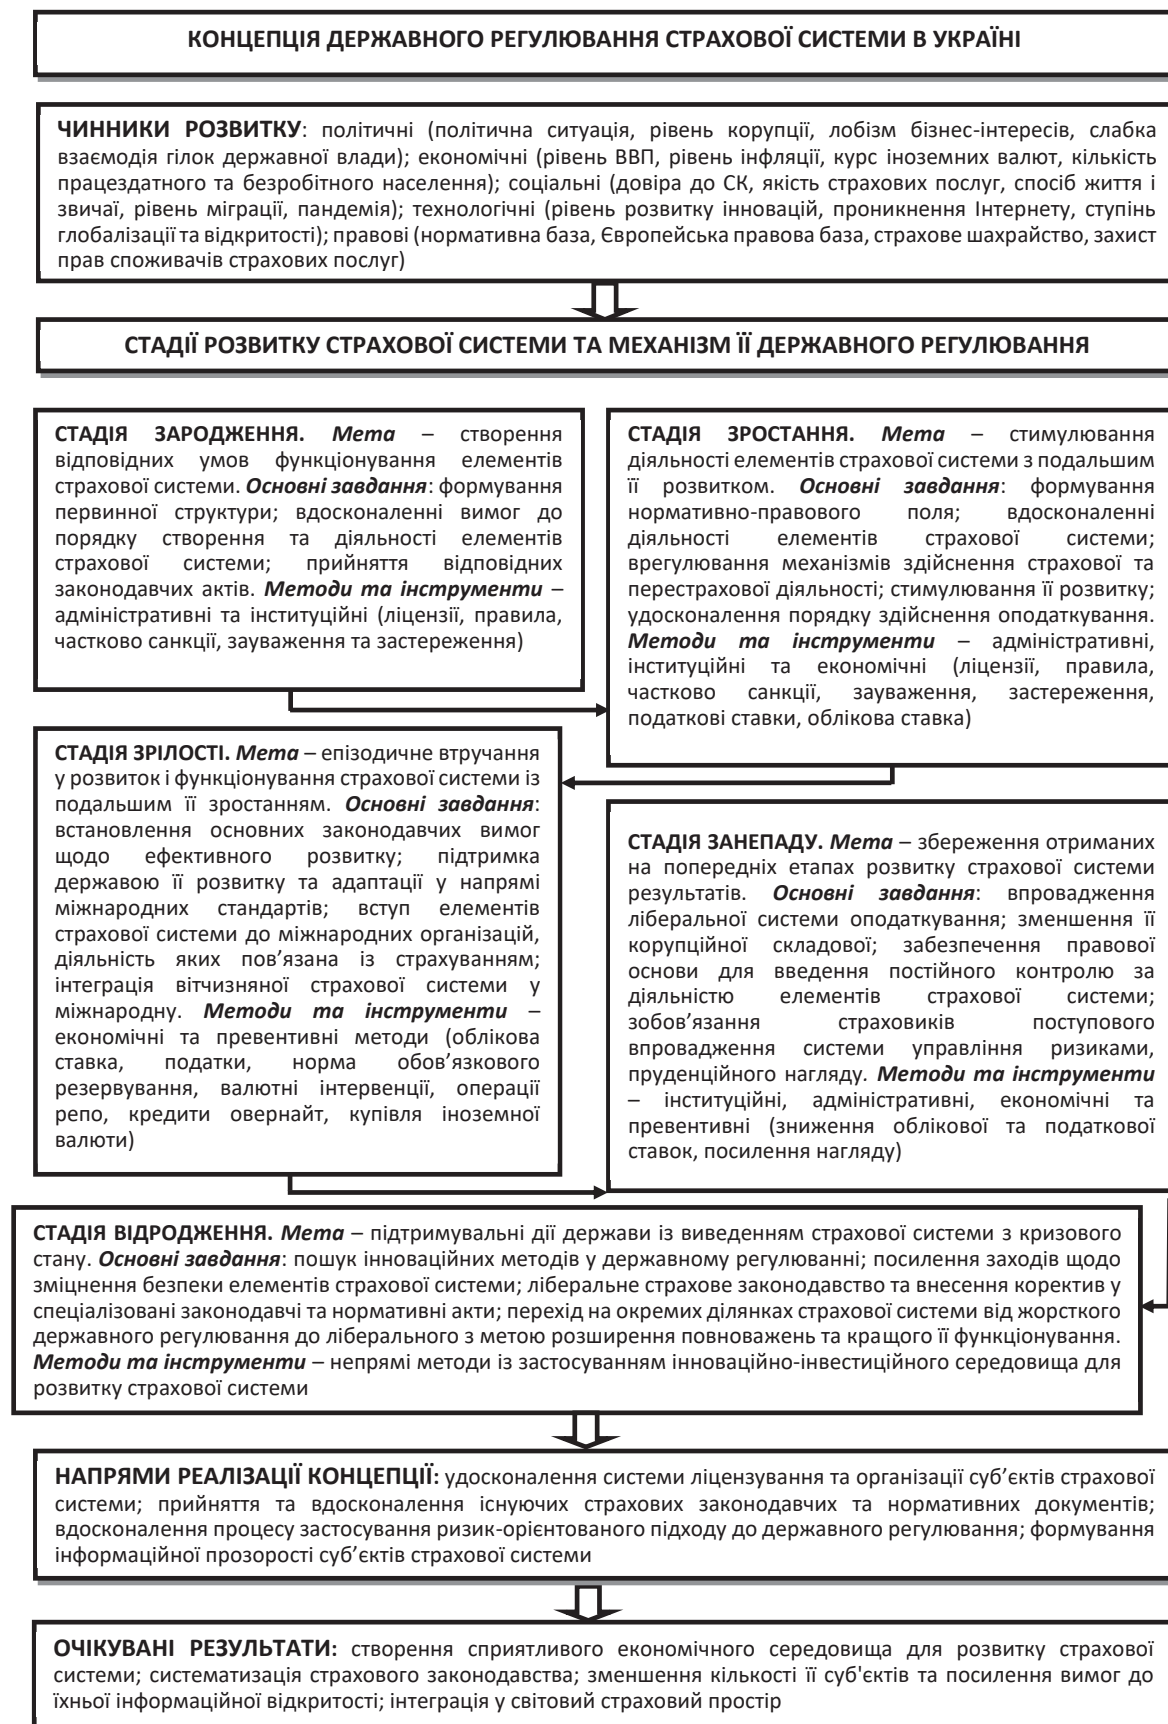 КОНЦЕПЦІЯ ДЕРЖАВНОГО РЕГУЛЮВАННЯ СТРАХОВОЇ СИСТЕМИ В УКРАЇНІ
ЧИННИКИ РОЗВИТКУ: політичні (політична ситуація, рівень корупції, лобізм бізнес-інтересів, слабка
взаємодія гілок державної влади); економічні (рівень ВВП, рівень інфляції, курс іноземних валют, кількість
працездатного та безробітного населення); соціальні (довіра до СК, якість страхових послуг, спосіб життя і
звичаї, рівень міграції, пандемія); технологічні (рівень розвитку інновацій, проникнення Інтернету, ступінь
глобалізації та відкритості); правові (нормативна база, Європейська правова база, страхове шахрайство, захист
прав споживачів страхових послуг)
СТАДІЇ РОЗВИТКУ СТРАХОВОЇ СИСТЕМИ ТА МЕХАНІЗМ ЇЇ ДЕРЖАВНОГО РЕГУЛЮВАННЯ
СТАДІЯ ЗАРОДЖЕННЯ. Мета – створення
відповідних умов функціонування елементів
страхової системи. Основні завдання: формування
первинної структури; вдосконаленні вимог до
порядку створення та діяльності елементів
страхової системи; прийняття відповідних
законодавчих актів. Методи та інструменти –
адміністративні та інституційні (ліцензії, правила,
частково санкції, зауваження та застереження)
СТАДІЯ ЗРОСТАННЯ. Мета – стимулювання
діяльності елементів страхової системи з подальшим
її розвитком. Основні завдання: формування
нормативно-правового поля; вдосконаленні
діяльності елементів страхової системи;
врегулювання механізмів здійснення страхової та
перестрахової діяльності; стимулювання її розвитку;
удосконалення порядку здійснення оподаткування.
Методи та інструменти – адміністративні,
інституційні та економічні (ліцензії, правила,
частково санкції, зауваження, застереження,
податкові ставки, облікова ставка)
СТАДІЯ ЗРІЛОСТІ. Мета – епізодичне втручання
у розвиток і функціонування страхової системи із
подальшим її зростанням. Основні завдання:
встановлення основних законодавчих вимог
щодо ефективного розвитку; підтримка
державою її розвитку та адаптації у напрямі
міжнародних стандартів; вступ елементів
страхової системи до міжнародних організацій,
діяльність яких пов’язана із страхуванням;
інтеграція вітчизняної страхової системи у
міжнародну. Методи та інструменти –
економічні та превентивні методи (облікова
ставка, податки, норма обов’язкового
резервування, валютні інтервенції, операції
репо, кредити овернайт, купівля іноземної
валюти)
СТАДІЯ ЗАНЕПАДУ. Мета – збереження отриманих
на попередніх етапах розвитку страхової системи
результатів. Основні завдання: впровадження
ліберальної системи оподаткування; зменшення її
корупційної складової; забезпечення правової
основи для введення постійного контролю за
діяльністю елементів страхової системи;
зобов’язання страховиків поступового
впровадження системи управління ризиками,
пруденційного нагляду. Методи та інструменти
– інституційні, адміністративні, економічні та
превентивні (зниження облікової та податкової
ставок, посилення нагляду)
СТАДІЯ ВІДРОДЖЕННЯ. Мета – підтримувальні дії держави із виведенням страхової системи з кризового
стану. Основні завдання: пошук інноваційних методів у державному регулюванні; посилення заходів щодо
зміцнення безпеки елементів страхової системи; ліберальне страхове законодавство та внесення коректив у
спеціалізовані законодавчі та нормативні акти; перехід на окремих ділянках страхової системи від жорсткого
державного регулювання до ліберального з метою розширення повноважень та кращого її функціонування.
Методи та інструменти – непрямі методи із застосуванням інноваційно-інвестиційного середовища для
розвитку страхової системи
НАПРЯМИ РЕАЛІЗАЦІЇ КОНЦЕПЦІЇ: удосконалення системи ліцензування та організації суб’єктів страхової
системи; прийняття та вдосконалення існуючих страхових законодавчих та нормативних документів;
вдосконалення процесу застосування ризик-орієнтованого підходу до державного регулювання; формування
інформаційної прозорості суб’єктів страхової системи
ОЧІКУВАНІ РЕЗУЛЬТАТИ: створення сприятливого економічного середовища для розвитку страхової
системи; систематизація страхового законодавства; зменшення кількості її суб'єктів та посилення вимог до
їхньої інформаційної відкритості; інтеграція у світовий страховий простір